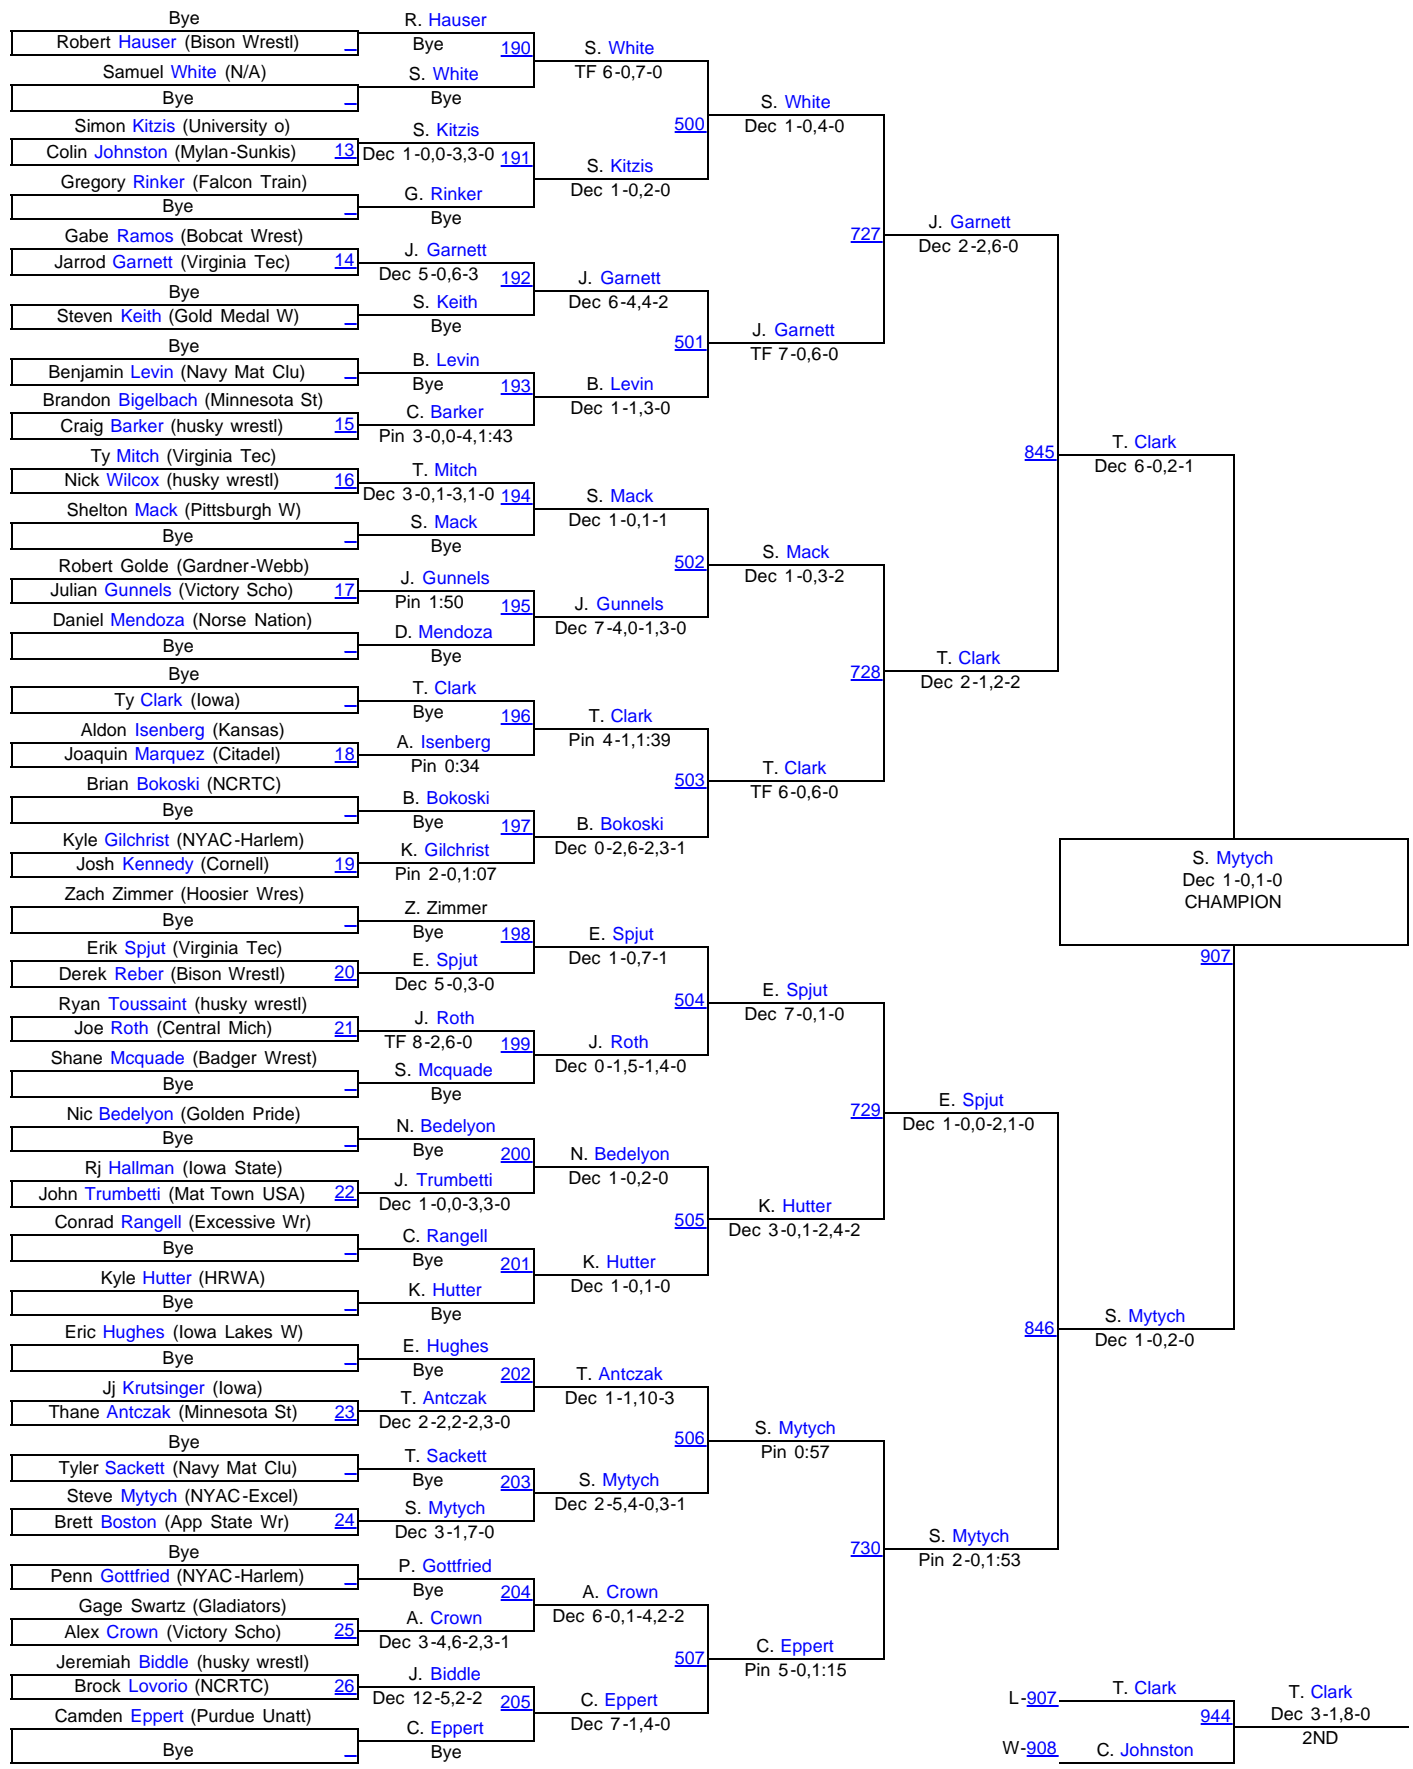 Bye
Robert Hauser (Bison Wrestl)
Samuel White (N/A)
Bye
Simon Kitzis (University o)
Colin Johnston (Mylan-Sunkis) 13
Gregory Rinker (Falcon Train)
Bye
Gabe Ramos (Bobcat Wrest)
Jarrod Garnett (Virginia Tec) 14
Bye
Steven Keith (Gold Medal W)
Bye
Benjamin Levin (Navy Mat Clu)
Brandon Bigelbach (Minnesota St)
Craig Barker (husky wrestl) 15
Ty Mitch (Virginia Tec)
Nick Wilcox (husky wrestl) 16
Shelton Mack (Pittsburgh W)
Bye
Robert Golde (Gardner-Webb)
Julian Gunnels (Victory Scho) 17
Daniel Mendoza (Norse Nation)
Bye
Bye
Ty Clark (Iowa)
Aldon Isenberg (Kansas)
Joaquin Marquez (Citadel) 18
Brian Bokoski (NCRTC)
Bye
Kyle Gilchrist (NYAC-Harlem)
Josh Kennedy (Cornell) 19
Zach Zimmer (Hoosier Wres)
Bye
Erik Spjut (Virginia Tec)
Derek Reber (Bison Wrestl) 20
Ryan Toussaint (husky wrestl)
Joe Roth (Central Mich) 21
Shane Mcquade (Badger Wrest)
Bye
Nic Bedelyon (Golden Pride)
Bye
Rj Hallman (Iowa State)
John Trumbetti (Mat Town USA) 22
Conrad Rangell (Excessive Wr)
Bye
Kyle Hutter (HRWA)
Bye
Eric Hughes (Iowa Lakes W)
Bye
Jj Krutsinger (Iowa)
Thane Antczak (Minnesota St) 23
Bye
Tyler Sackett (Navy Mat Clu)
Steve Mytych (NYAC-Excel)
Brett Boston (App State Wr) 24
Bye
Penn Gottfried (NYAC-Harlem)
Gage Swartz (Gladiators)
Alex Crown (Victory Scho) 25
Jeremiah Biddle (husky wrestl)
Brock Lovorio (NCRTC) 26
Camden Eppert (Purdue Unatt)
Bye
R. Hauser
Bye 190
S. White
Bye
S. Kitzis
Dec 1-0,0-3,3-0 191
G. Rinker
Bye
J. Garnett
Dec 5-0,6-3 192
S. Keith
Bye
B. Levin
Bye 193
C. Barker
Pin 3-0,0-4,1:43
T. Mitch
Dec 3-0,1-3,1-0 194
S. Mack
Bye
J. Gunnels
Pin 1:50 195
D. Mendoza
Bye
T. Clark
Bye 196
A. Isenberg
Pin 0:34
B. Bokoski
Bye 197
K. Gilchrist
Pin 2-0,1:07
Z. Zimmer
Bye 198
E. Spjut
Dec 5-0,3-0
J. Roth
TF 8-2,6-0 199
S. Mcquade
Bye
N. Bedelyon
Bye 200
J. Trumbetti
Dec 1-0,0-3,3-0
C. Rangell
Bye 201
K. Hutter
Bye
E. Hughes
Bye 202
T. Antczak
Dec 2-2,2-2,3-0
T. Sackett
Bye 203
S. Mytych
Dec 3-1,7-0
P. Gottfried
Bye 204
A. Crown
Dec 3-4,6-2,3-1
J. Biddle
Dec 12-5,2-2 205
C. Eppert
Bye
S. White
TF 6-0,7-0
500
S. Kitzis
Dec 1-0,2-0
J. Garnett
Dec 6-4,4-2
501
B. Levin
Dec 1-1,3-0
S. Mack
Dec 1-0,1-1
502
J. Gunnels
Dec 7-4,0-1,3-0
T. Clark
Pin 4-1,1:39
503
B. Bokoski
Dec 0-2,6-2,3-1
E. Spjut
Dec 1-0,7-1
504
J. Roth
Dec 0-1,5-1,4-0
N. Bedelyon
Dec 1-0,2-0
505
K. Hutter
Dec 1-0,1-0
T. Antczak
Dec 1-1,10-3
506
S. Mytych
Dec 2-5,4-0,3-1
A. Crown
Dec 6-0,1-4,2-2
507
C. Eppert
Dec 7-1,4-0
S. White
Dec 1-0,4-0
727
J. Garnett
TF 7-0,6-0
S. Mack
Dec 1-0,3-2
728
T. Clark
TF 6-0,6-0
E. Spjut
Dec 7-0,1-0
729
K. Hutter
Dec 3-0,1-2,4-2
S. Mytych
Pin 0:57
730
C. Eppert
Pin 5-0,1:15
J. Garnett
Dec 2-2,6-0
845
T. Clark
Dec 2-1,2-2
E. Spjut
Dec 1-0,0-2,1-0
846
S. Mytych
Pin 2-0,1:53
T. Clark
Dec 6-0,2-1
S. Mytych
Dec 1-0,1-0
CHAMPION
907
S. Mytych
Dec 1-0,2-0
L-907 T. Clark
944
W-908 C. Johnston
T. Clark
Dec 3-1,8-0
2ND